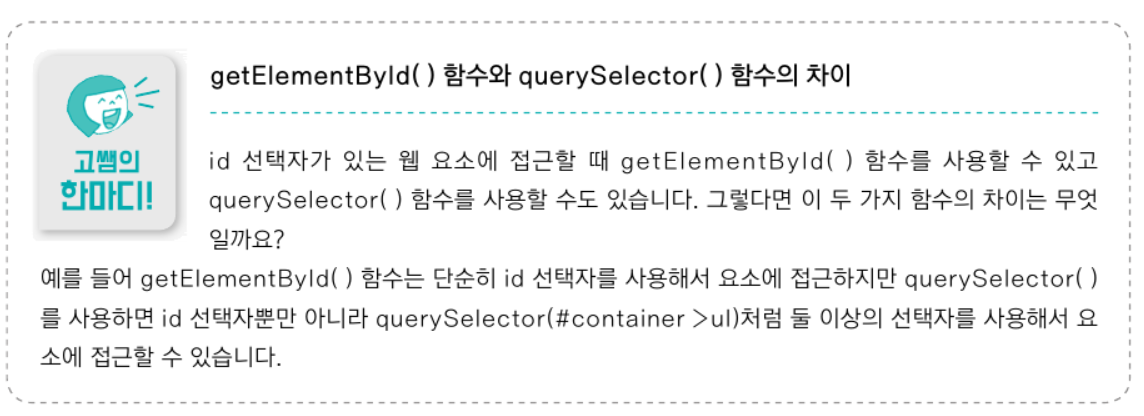 getElementById( ) 함수와 querySelector( ) 함수의 차이
고쌤의
한마디!
id 선택자가 있는 웹 요소에 접근할 때 getElementById( ) 함수를 사용할 수 있고
querySelector( ) 함수를 사용할 수도 있습니다. 그렇다면 이 두 가지 함수의 차이는 무엇
일까요?
예를 들어 getElementById( ) 함수는 단순히 id 선택자를 사용해서 요소에 접근하지만 querySelector( )
를 사용하면 id 선택자뿐만 아니라 querySelector(#container >ul)처럼 둘 이상의 선택자를 사용해서 요
소에 접근할 수 있습니다.